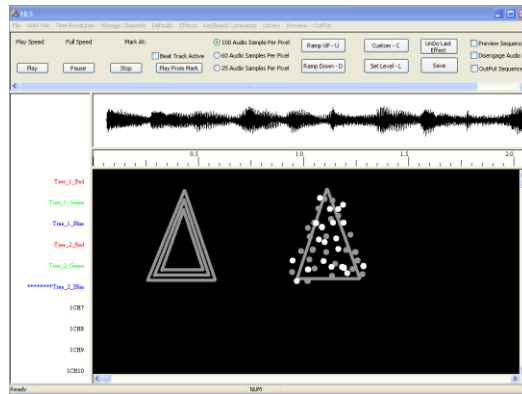 HLS
File WAV File Time Resolution Manage Channels Defaults Effects Keyboard Commands Library Preview OutPut
Play Speed Full Speed Mark At:
Beat Track Active
100 Audio Sample Per Pixel
60 Audio Samples Per Pixel
25 Audio Samples Per Pixel
Ramp UP - U
Custom - C
UnDo Last Effect
Preview Sequenc
Play Pause Stop Play From Mark
Ramp Down - D
Set Level - L
Save
Disengage Audio
OutPut Sequence
0.5 1.0 1.5 2.0
Tree_1_Red
Tree_1_Green
Tree_1_Blue
Tree_2_Red
Tree_2_Green
********Tree_2_Blue
1CH7
1CH8
1CH9
1CH10
Ready NUM